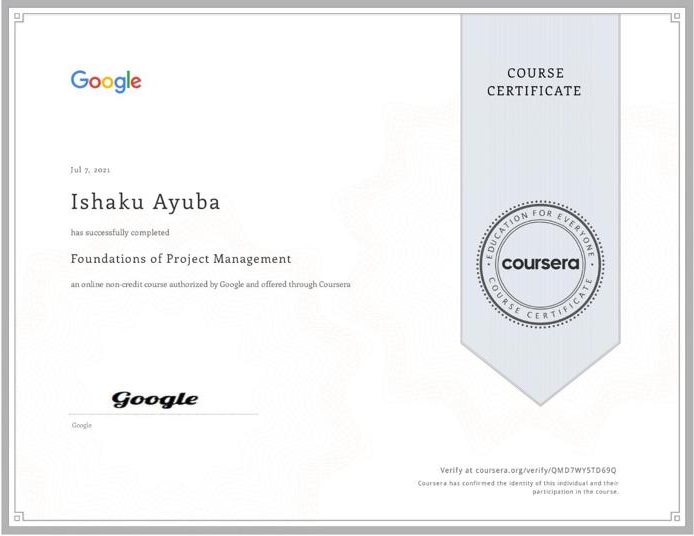 Google
COURSE
CERTIFICATE
Jul 7, 2021
Ishaku Ayuba
has successfully completed
Foundations of Project Management
an online non-credit course authorized by Google and offered through Coursera
EDUCATION FOR EVERYONE
coursera
COURSE CERTIFICATE
Google
Google
Verify at coursera.org/verify/QMD7WY5TD69Q
Coursera has confirmed the identity of this individual and their
participation in the course.